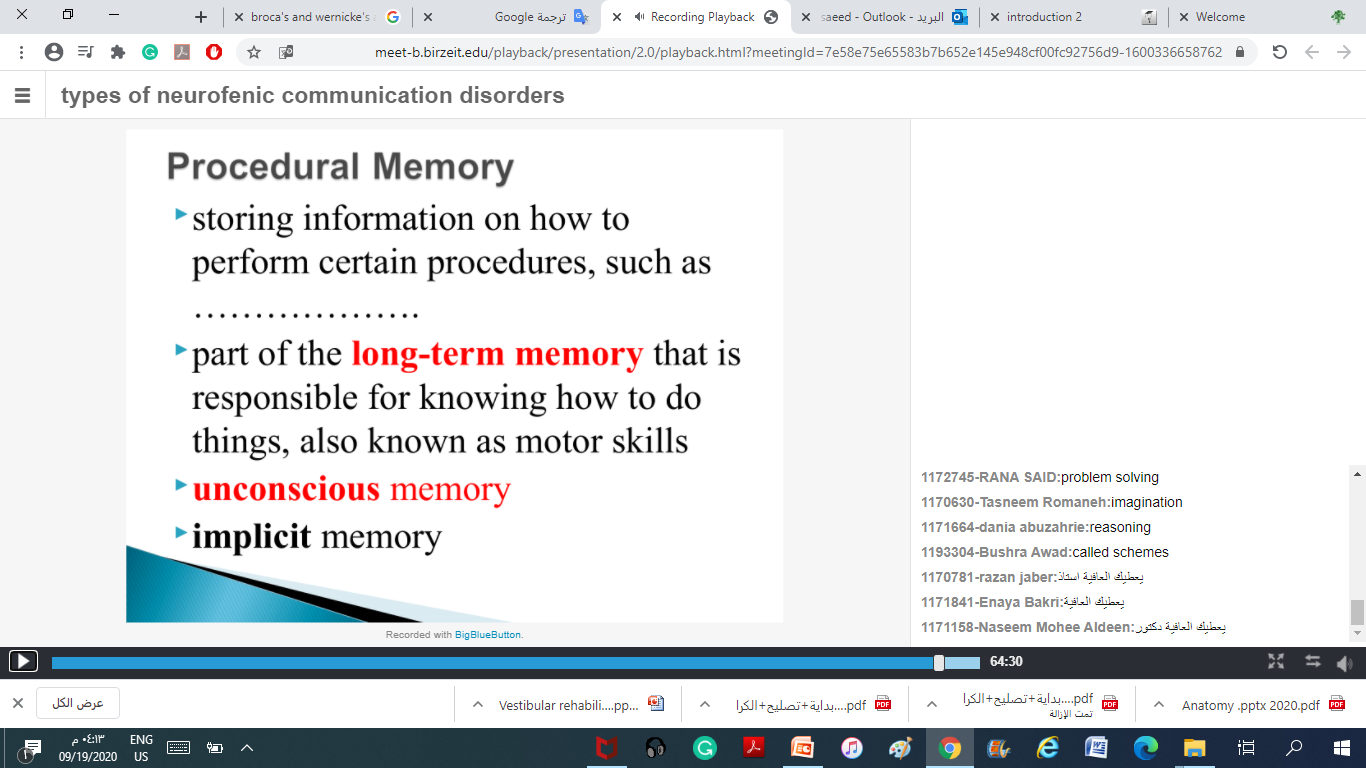 broca's and wernicke's a
ترجمة Google
Recording Playback
البريد - saeed - Outlook
introduction 2
Welcome
meet-b.birzeit.edu/playback/presentation/2.0/playback.html?meetingId=7e58e75e65583b7b652e145e948cf00fc92756d9-1600336658762
types of neurofenic communication disorders
Procedural Memory
storing information on how to
perform certain procedures, such as
………………….
part of the long-term memory that is
responsible for knowing how to do
things, also known as motor skills
unconscious memory
implicit memory
Recorded with BigBlueButton.
1172745-RANA SAID:problem solving
1170630-Tasneem Romaneh:imagination
1171664-dania abuzahrie:reasoning
1193304-Bushra Awad:called schemes
1170781-razan jaber:يعطيك العافية استاذ
1171841-Enaya Bakri:يعطيك العافية
1171158-Naseem Mohee Aldeen:يعطيك العافية دكتور
64:30
عرض الكل
Vestibular rehabili....pp...
بداية+تصليح+الكرا....pdf
بداية+تصليح+الكرا....pdf
تمت الإزالة
Anatomy .pptx 2020.pdf
٠٤:١٣ م
09/19/2020
ENG
US